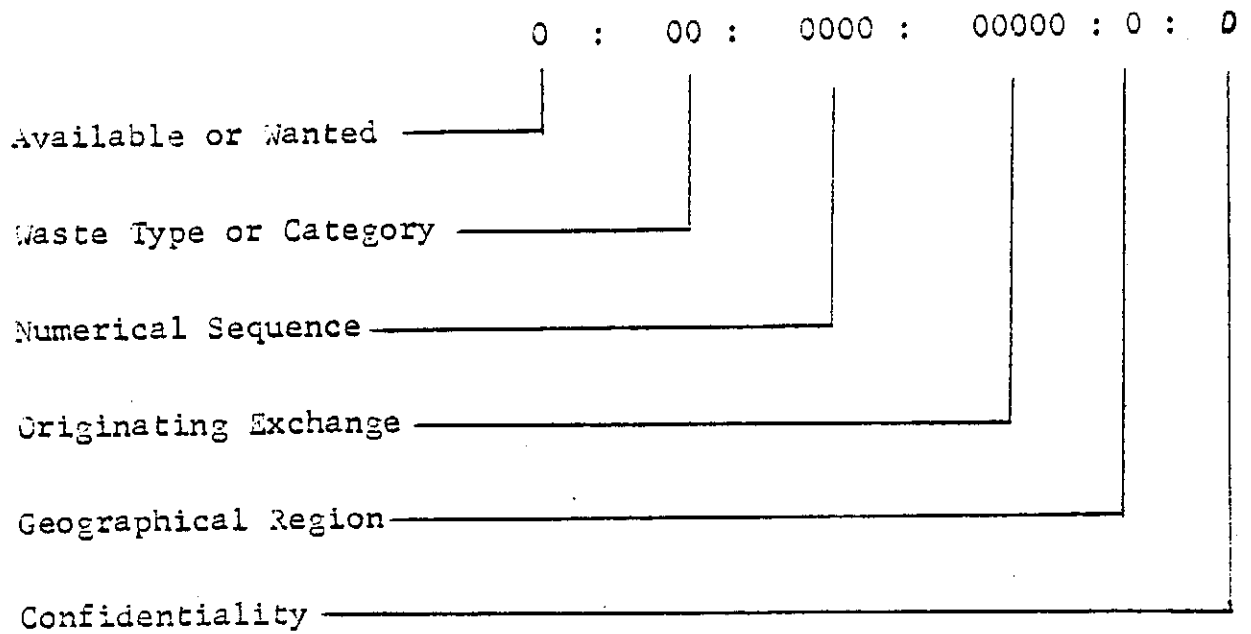 0 : 00 : 0000 : 00000 : 0 : 0
Available or Wanted
Waste Type or Category
Numerical Sequence
Originating Exchange
Geographical Region
Confidentiality